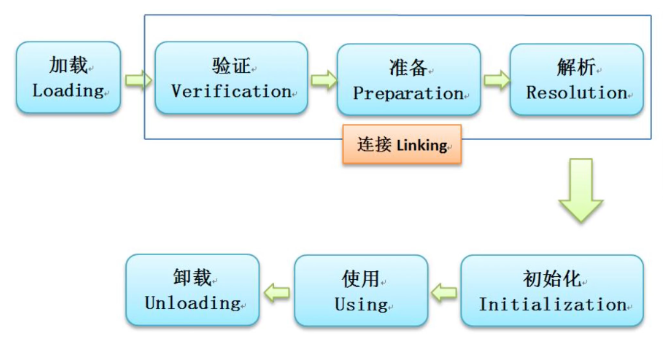 加载
Loading
验证
Verification
准备
Preparation
解析
Resolution
连接 Linking
初始化
Initialization
使用
Using
卸载
Unloading